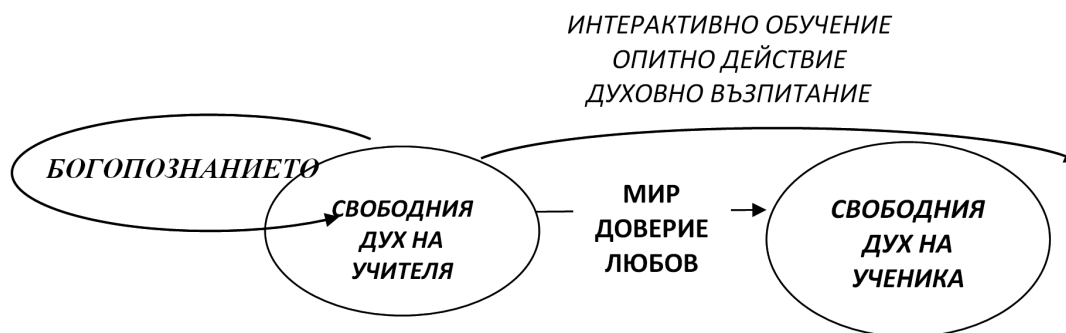 ИНТЕРАКТИВНО ОБУЧЕНИЕ
ОПИТНО ДЕЙСТВИЕ
ДУХОВНО ВЪЗПИТАНИЕ
БОГОПОЗНАНИЕТО
СВОБОДНИЯ
ДУХ НА
УЧИТЕЛЯ
МИР
ДОВЕРИЕ
ЛЮБОВ
СВОБОДНИЯ
ДУХ НА
УЧЕНИКА